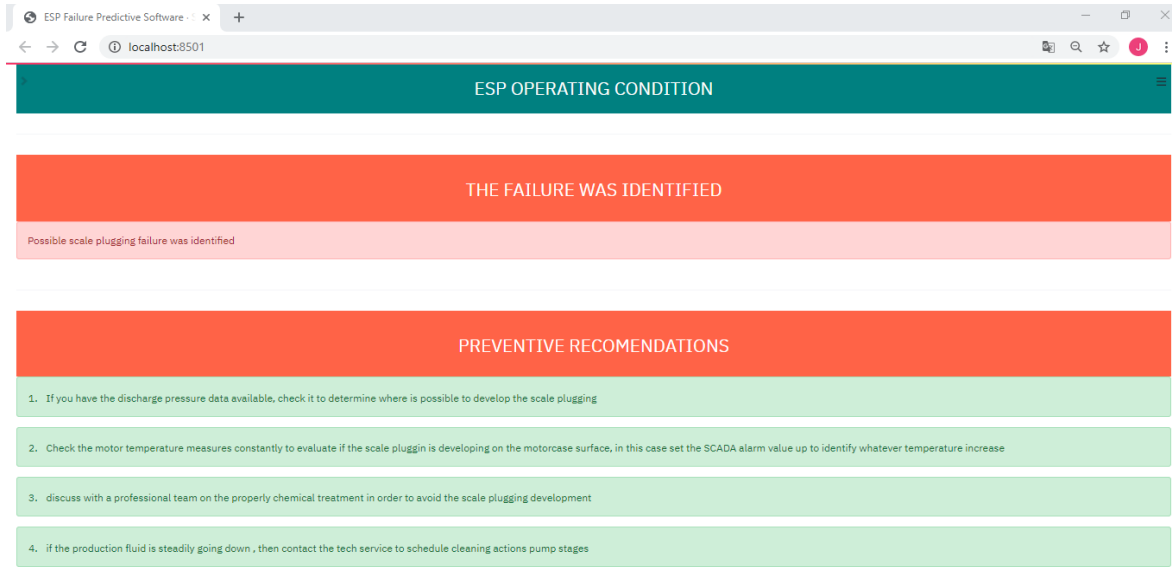 ESP Failure Predictive Software · S
localhost:8501
J
ESP OPERATING CONDITION
THE FAILURE WAS IDENTIFIED
Possible scale plugging failure was identified
PREVENTIVE RECOMENDATIONS
1. If you have the discharge pressure data available, check it to determine where is possible to develop the scale plugging
2. Check the motor temperature measures constantly to evaluate if the scale pluggin is developing on the motorcase surface, in this case set the SCADA alarm value up to identify whatever temperature increase
3. discuss with a professional team on the properly chemical treatment in order to avoid the scale plugging development
4. if the production fluid is steadily going down , then contact the tech service to schedule cleaning actions pump stages